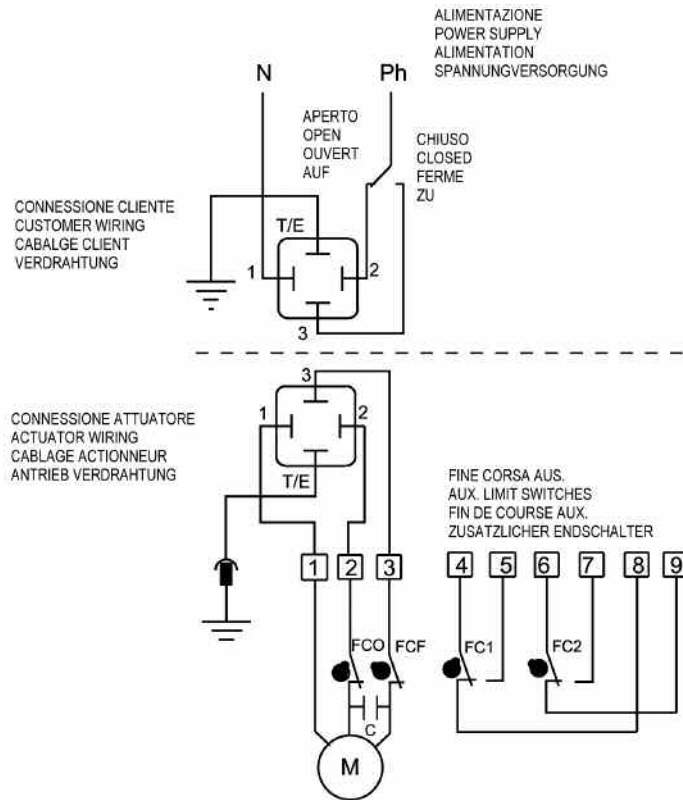 ALIMENTAZIONE
POWER SUPPLY
ALIMENTATION
SPANNUNGVERSORGUNG
N
Ph
APERTO
OPEN
OUVERT
AUF
CHIUSO
CLOSED
FERME
ZU
CONNESSIONE CLIENTE
CUSTOMER WIRING
CABALGE CLIENT
VERDRAHTUNG
T/E
1
2
3
3
1
2
T/E
CONNESSIONE ATTUATORE
ACTUATOR WIRING
CABLAGE ACTIONNEUR
ANTRIEB VERDRAHTUNG
FINE CORSA AUS.
AUX. LIMIT SWITCHES
FIN DE COURSE AUX.
ZUSATZLICHER ENDSCHALTER
1 2 3 4 5 6 7 8 9
FCO FCF FC1 FC2
C
M